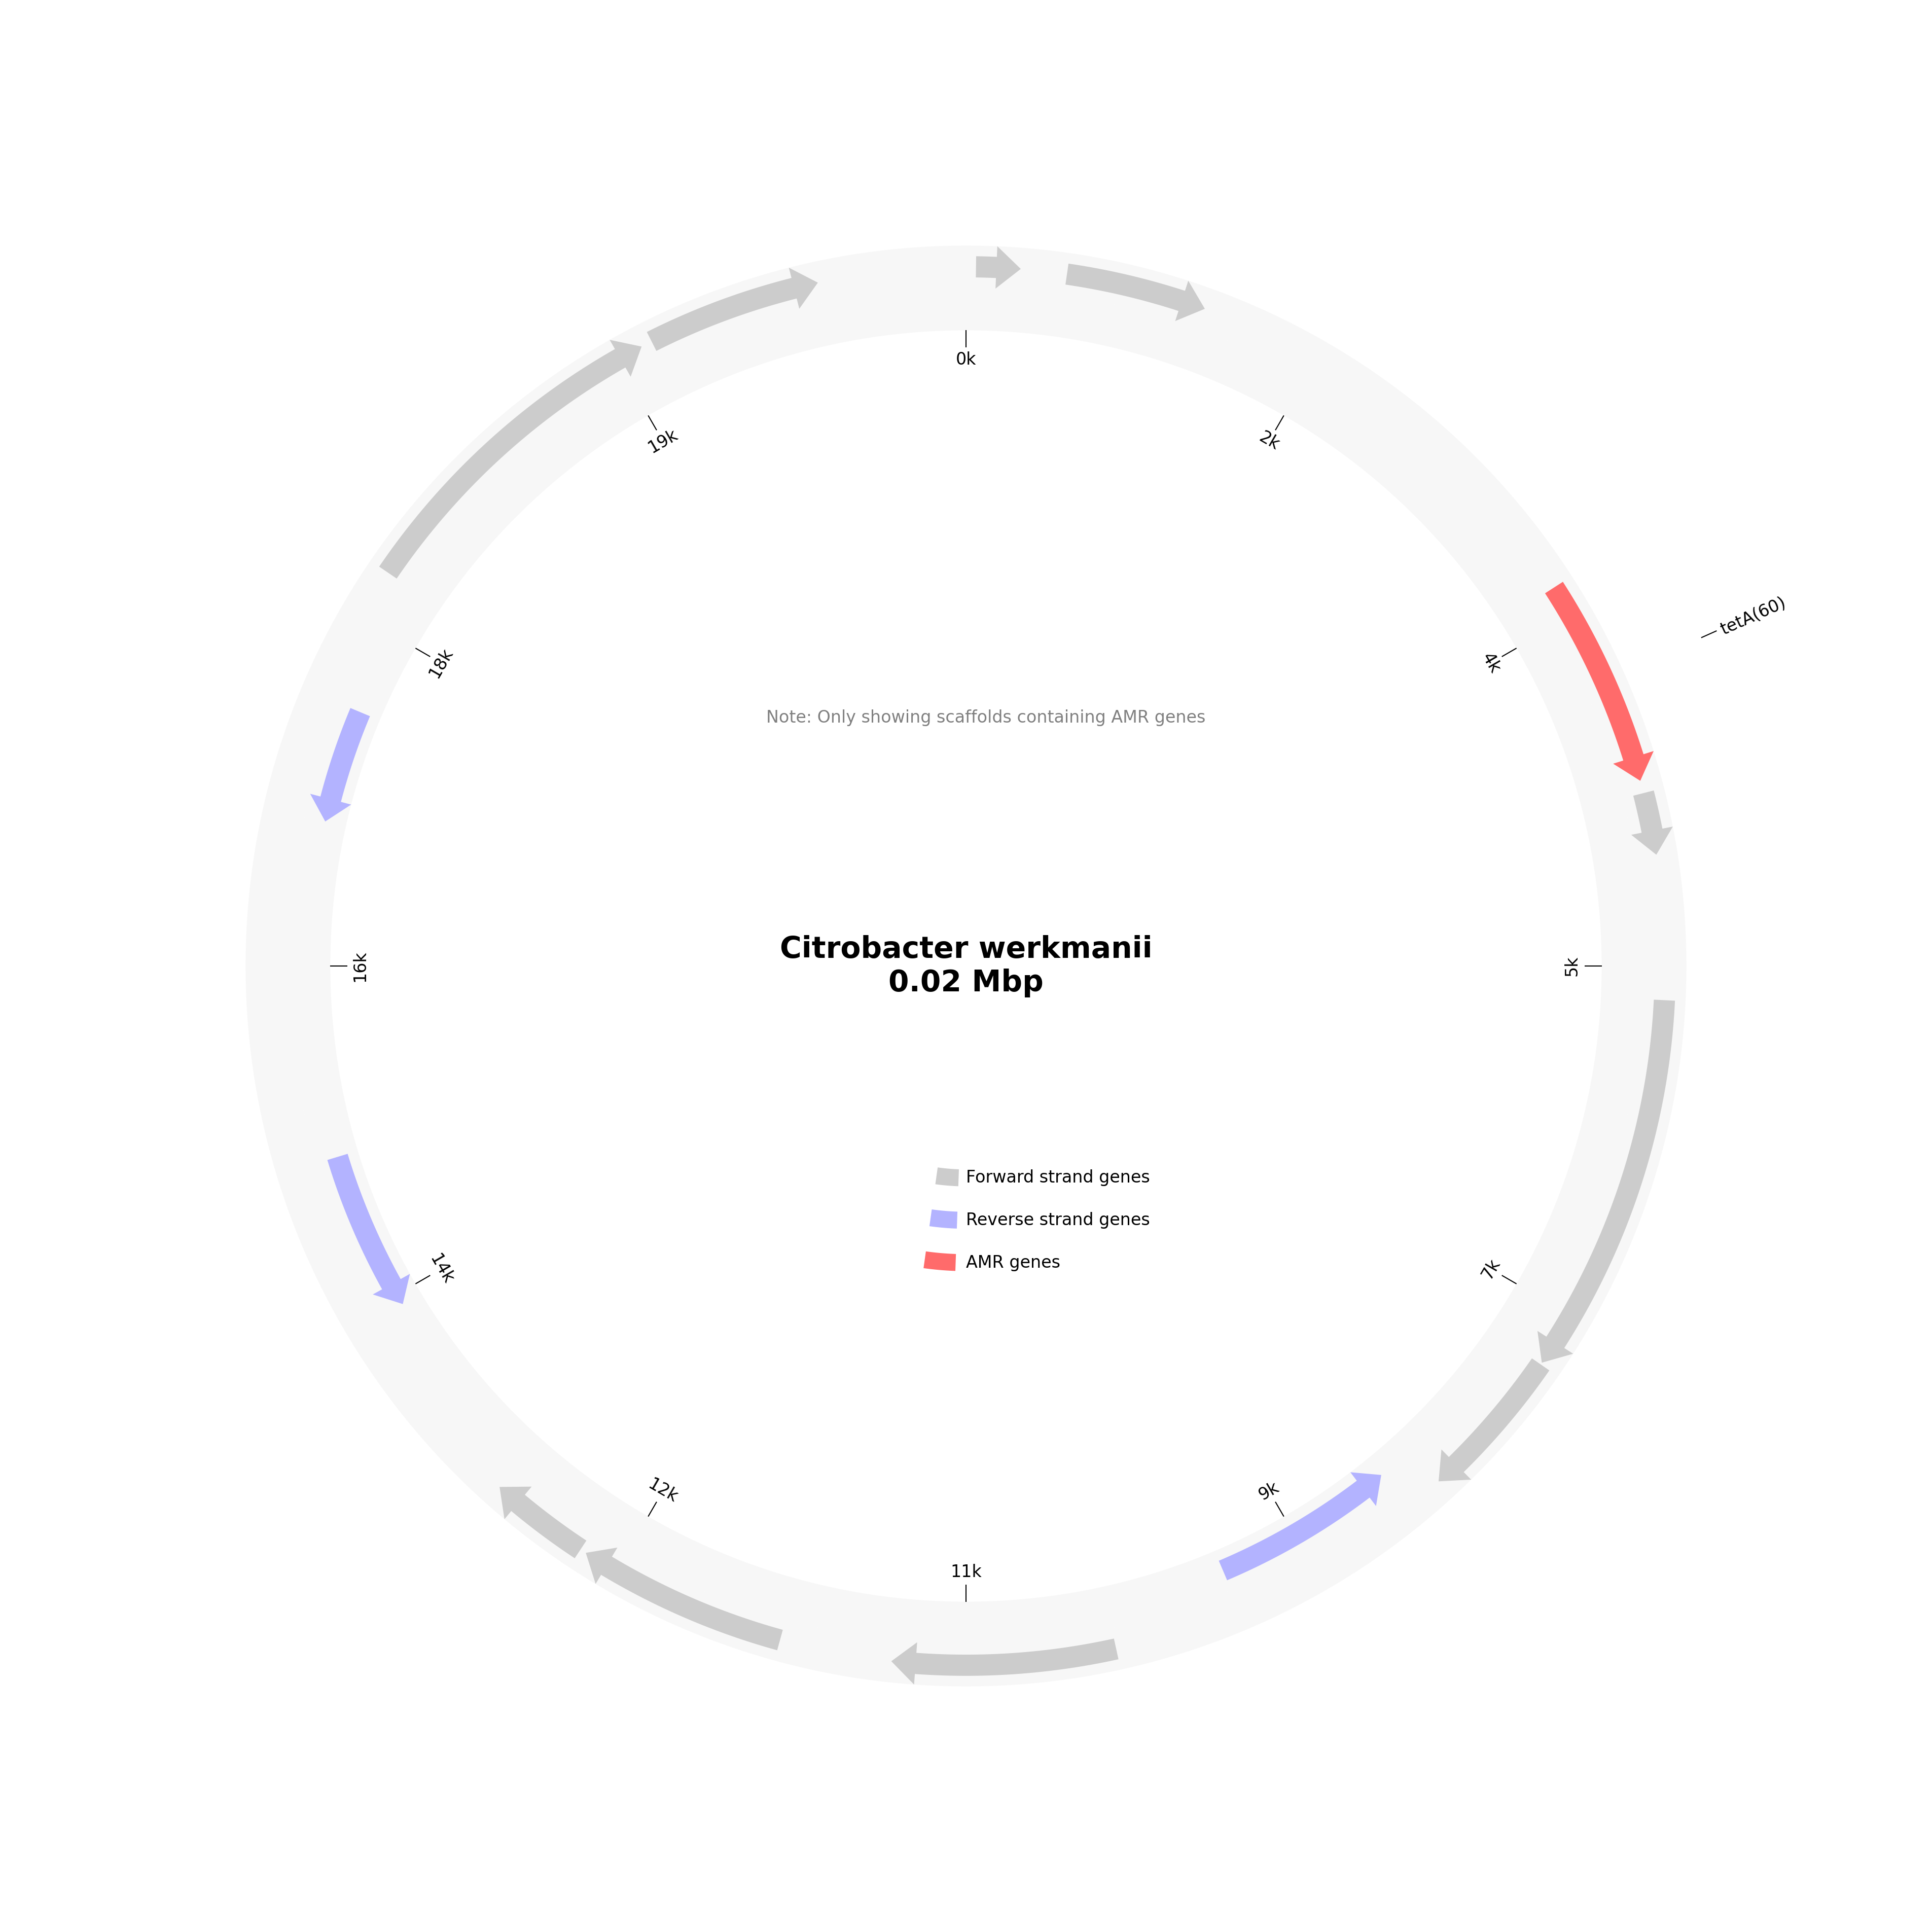 0k
19k
2k
tetA(60)
18k
4k
Note: Only showing scaffolds containing AMR genes
Citrobacter werkmanii
0.02 Mbp
16k
5k
Forward strand genes
Reverse strand genes
AMR genes
14k
7k
12k
9k
11k